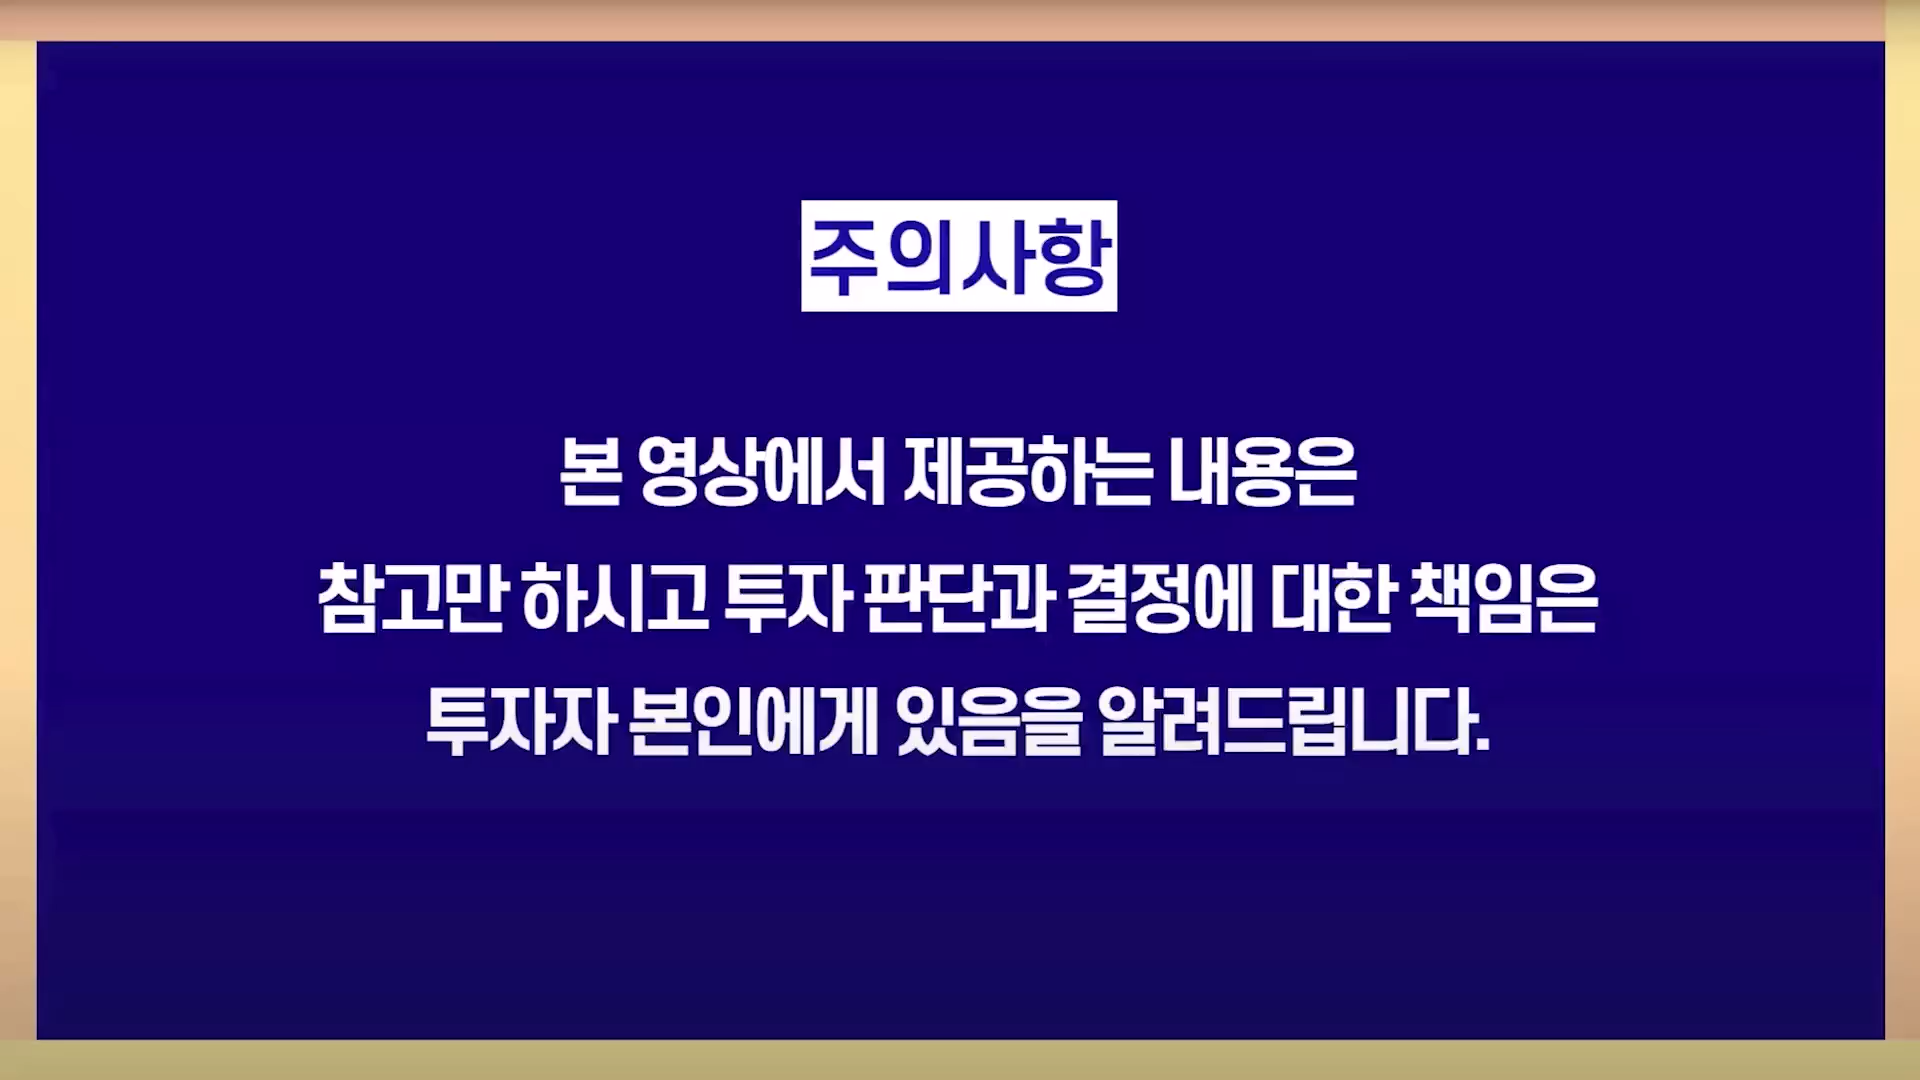 주의사항
본 영상에서 제공하는 내용은
참고만 하시고 투자 판단과 결정에 대한 책임은
투자자 본인에게 있음을 알려드립니다.